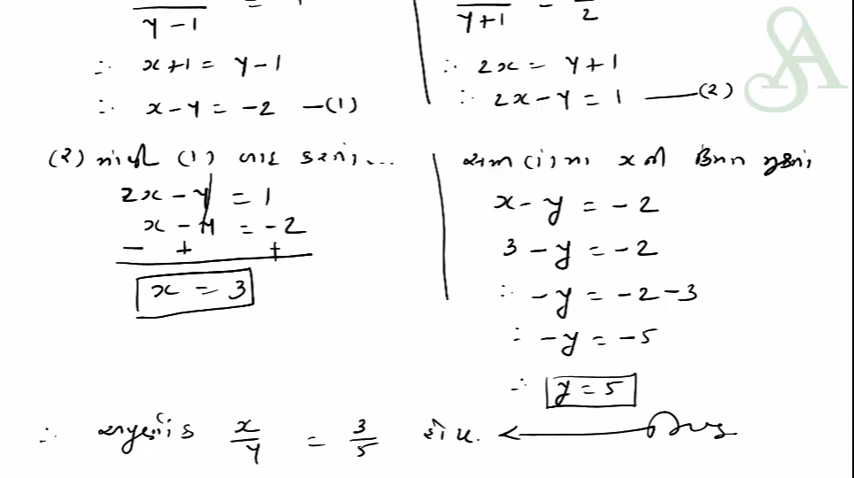 y-1
∴ x+1 = y-1
∴ x-y = -2 —(1)
y+1 = 2
∴ 2x = y+1
∴ 2x-y = 1 —(2)
(2) માંથી (1) બાદ કરતાં...
2x - y = 1
x - y = -2
- + +
x = 3
સમી (1) માં x ની કિંમત મુકતાં
x - y = -2
3 - y = -2
∴ -y = -2-3
∴ -y = -5
∴ y = 5
∴ અપૂર્ણાંક x/y = 3/5 થાય.
SA